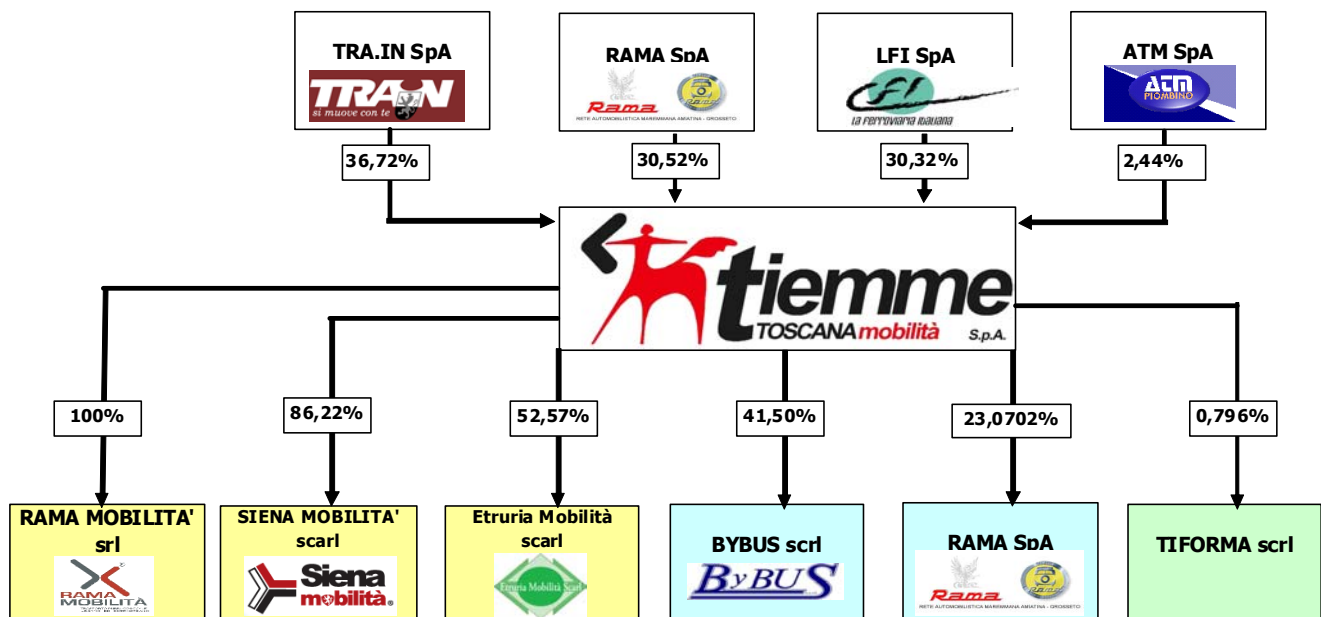 TRA.IN SpA
TRAIN
si muove con te
RAMA SpA
Rama
RETE AUTOMOBILISTICA MAREMMANA AMIATINA - GROSSETO
LFI SpA
LFI
la ferroviaria italiana
ATM SpA
ATM
PIOMBINO
36,72%
30,52%
30,32%
2,44%
tiemme
TOSCANA mobilità S.p.A.
100%
86,22%
52,57%
41,50%
23,0702%
0,796%
RAMA MOBILITA'
srl
RAMA
MOBILITÀ
SIENA MOBILITA'
scarl
Siena
mobilità®
Etruria Mobilità
scarl
Etruria Mobilità Scarl
BYBUS scrl
BYBUS
RAMA SpA
Rama
RETE AUTOMOBILISTICA MAREMMANA AMIATINA - GROSSETO
TIFORMA scrl